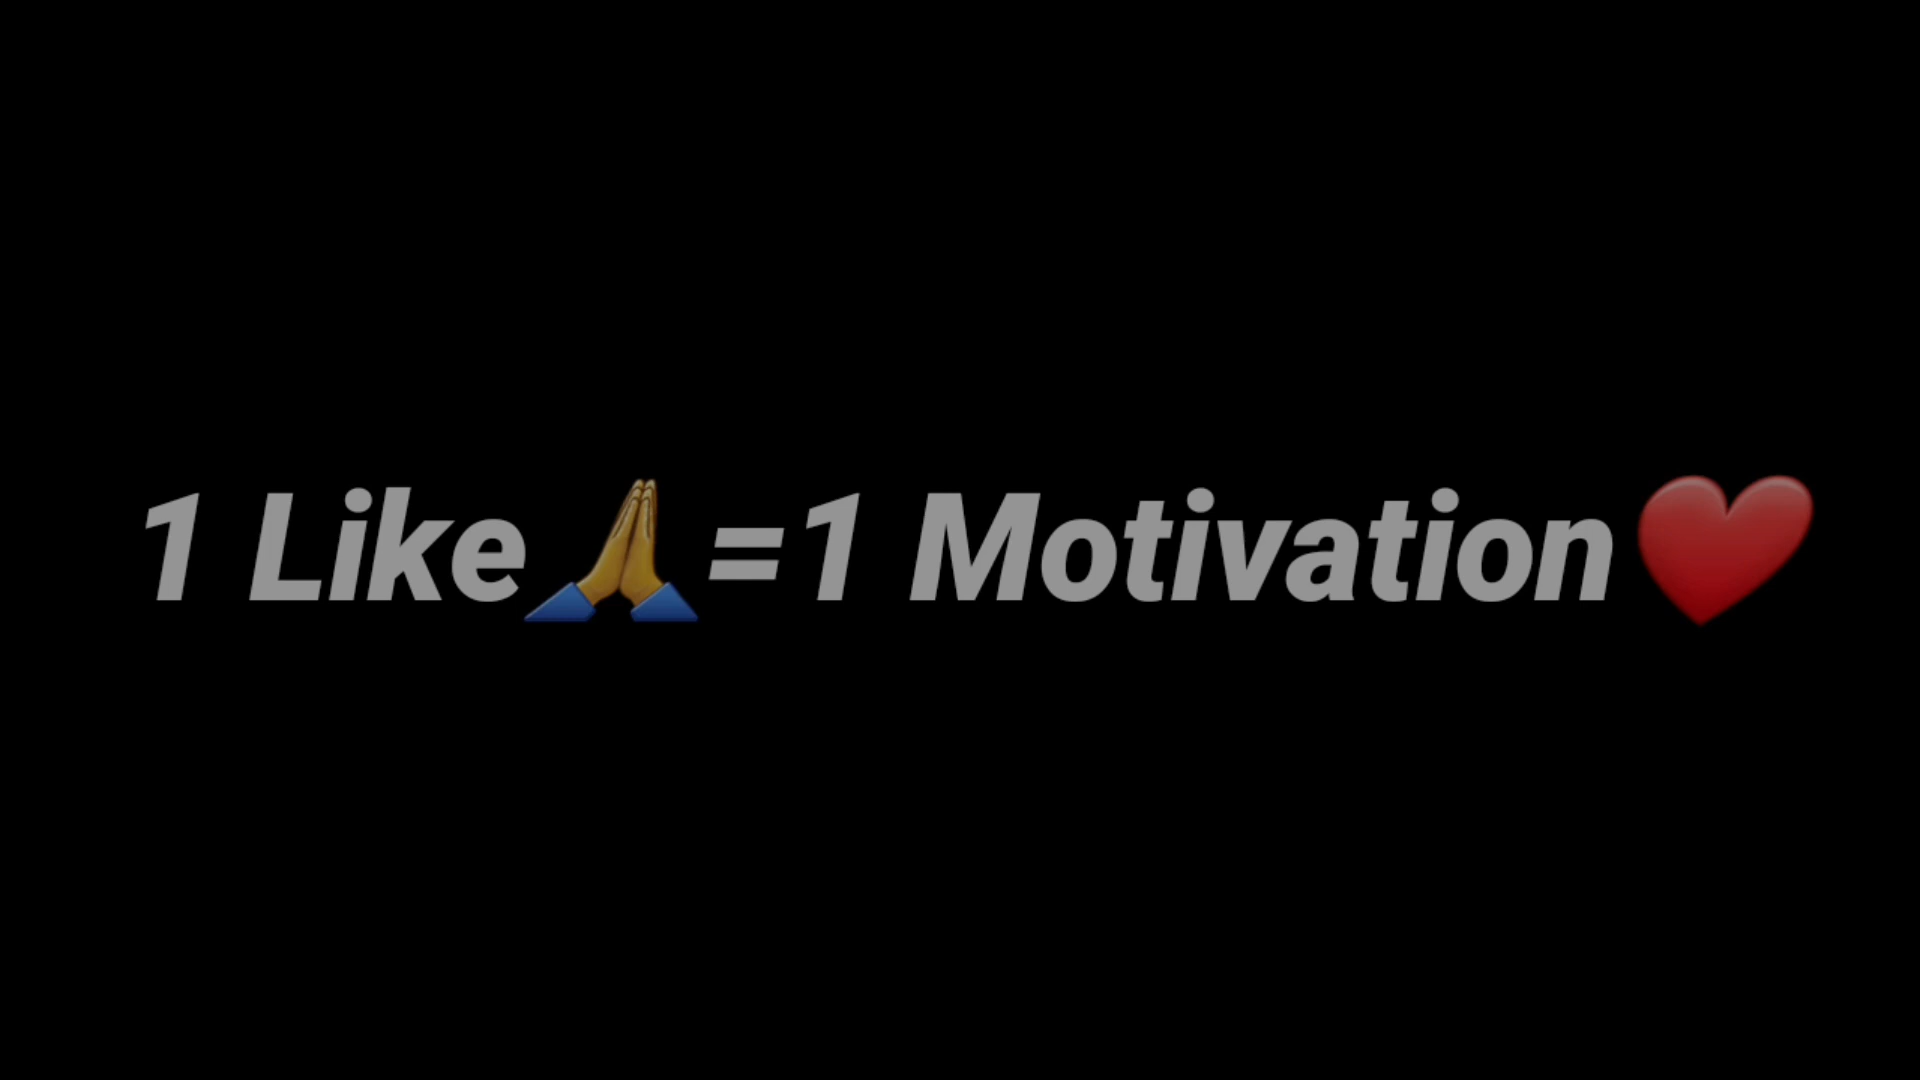 1 Like🙏=1 Motivation❤️